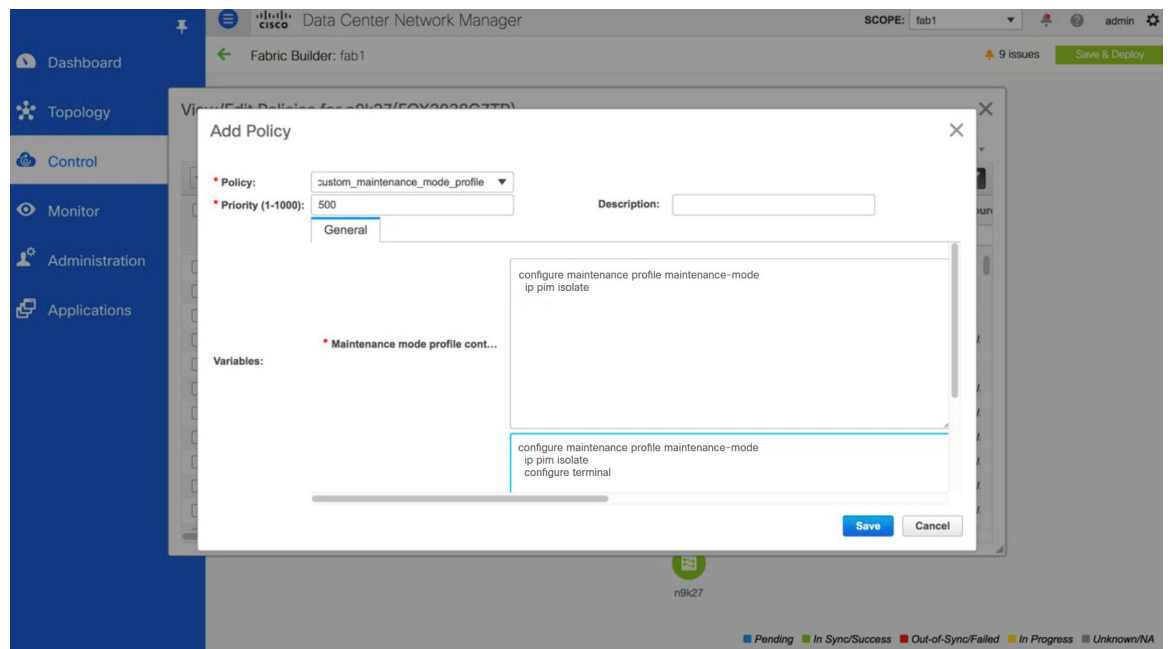 cisco Data Center Network Manager
SCOPE: fab1
admin
Fabric Builder: fab1
9 issues
Save & Deploy
Dashboard
Topology
Control
Monitor
Administration
Applications
Add Policy
* Policy: custom_maintenance_mode_profile
* Priority (1-1000): 500
Description:
General
configure maintenance profile maintenance-mode
ip pim isolate
* Maintenance mode profile cont...
Variables:
configure maintenance profile maintenance-mode
ip pim isolate
configure terminal
Save
Cancel
n9k27
Pending
In Sync/Success
Out-of-Sync/Failed
In Progress
Unknown/NA